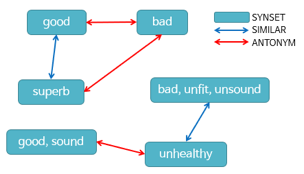 good
bad
SYNSET
SIMILAR
ANTONYM
superb
bad, unfit, unsound
good, sound
unhealthy